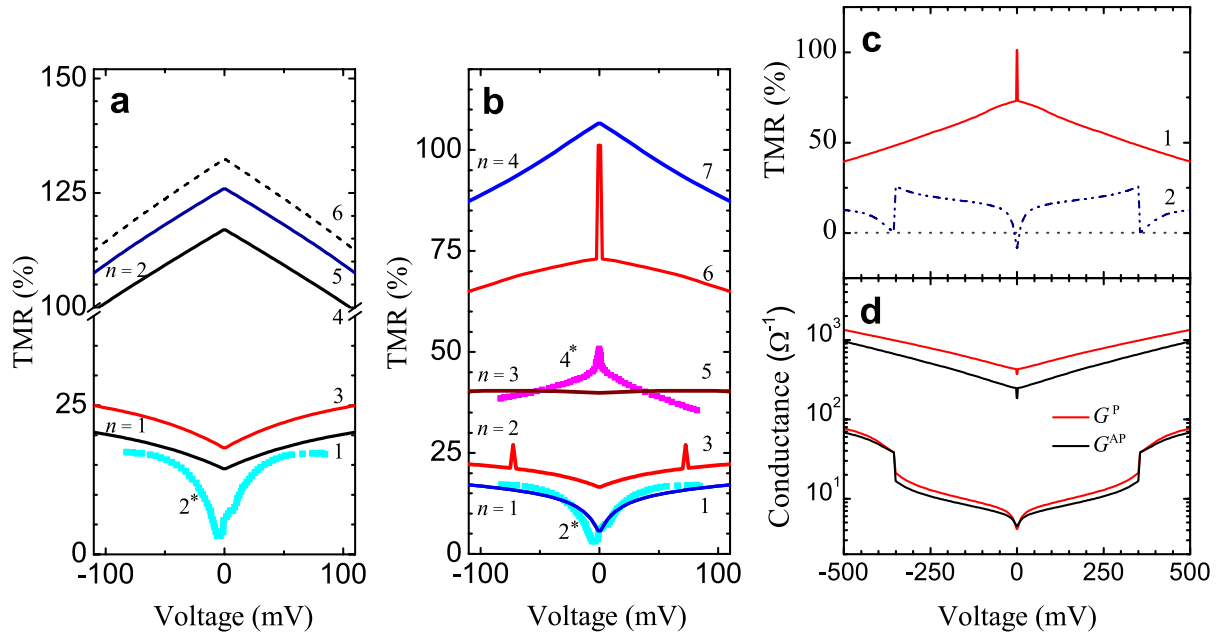 a
150
125
100
25
0
TMR (%)
6
5
n = 2
4
3
n = 1
1
2*
-100 0 100
Voltage (mV)
b
100
75
50
25
0
TMR (%)
n = 4
7
6
4*
n = 3
5
n = 2
3
n = 1
1
2*
-100 0 100
Voltage (mV)
c
100
50
0
TMR (%)
1
2
d
10³
10²
10¹
Conductance (Ω⁻¹)
Gᴾ
Gᴬᴾ
-500 -250 0 250 500
Voltage (mV)